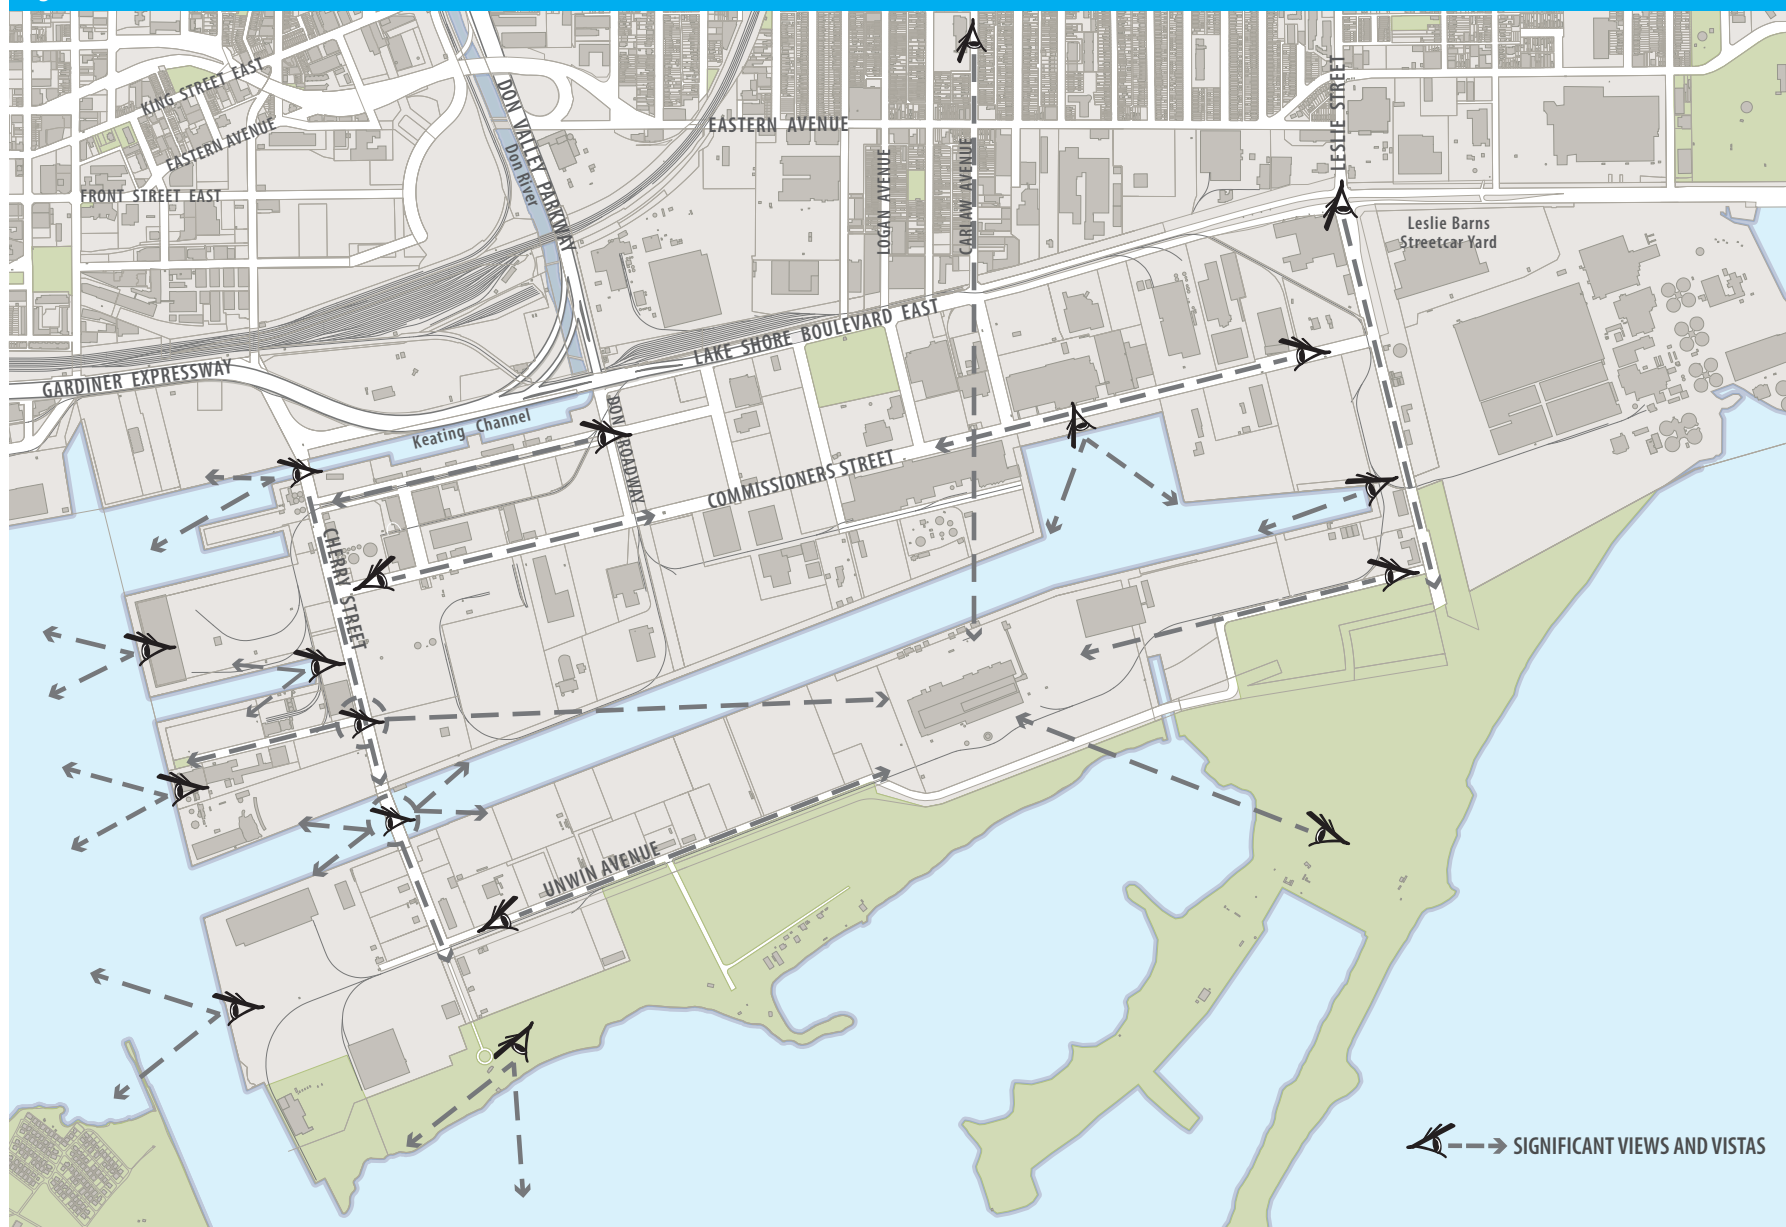 KING STREET EAST
EASTERN AVENUE
FRONT STREET EAST
DON VALLEY PARKWAY
Don River
EASTERN AVENUE
LOGAN AVENUE
CARLAW AVENUE
LESLIE STREET
Leslie Barns
Streetcar Yard
GARDINER EXPRESSWAY
LAKE SHORE BOULEVARD EAST
Keating Channel
DON ROADWAY
COMMISSIONERS STREET
CHERRY STREET
UNWIN AVENUE
SIGNIFICANT VIEWS AND VISTAS